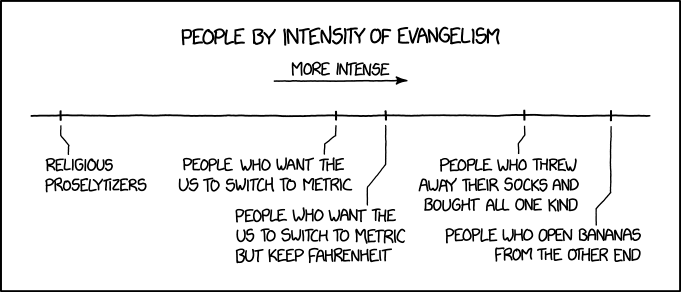 PEOPLE BY INTENSITY OF EVANGELISM
MORE INTENSE
RELIGIOUS
PROSELYTIZERS
PEOPLE WHO WANT THE
US TO SWITCH TO METRIC
PEOPLE WHO WANT THE
US TO SWITCH TO METRIC
BUT KEEP FAHRENHEIT
PEOPLE WHO THREW
AWAY THEIR SOCKS AND
BOUGHT ALL ONE KIND
PEOPLE WHO OPEN BANANAS
FROM THE OTHER END